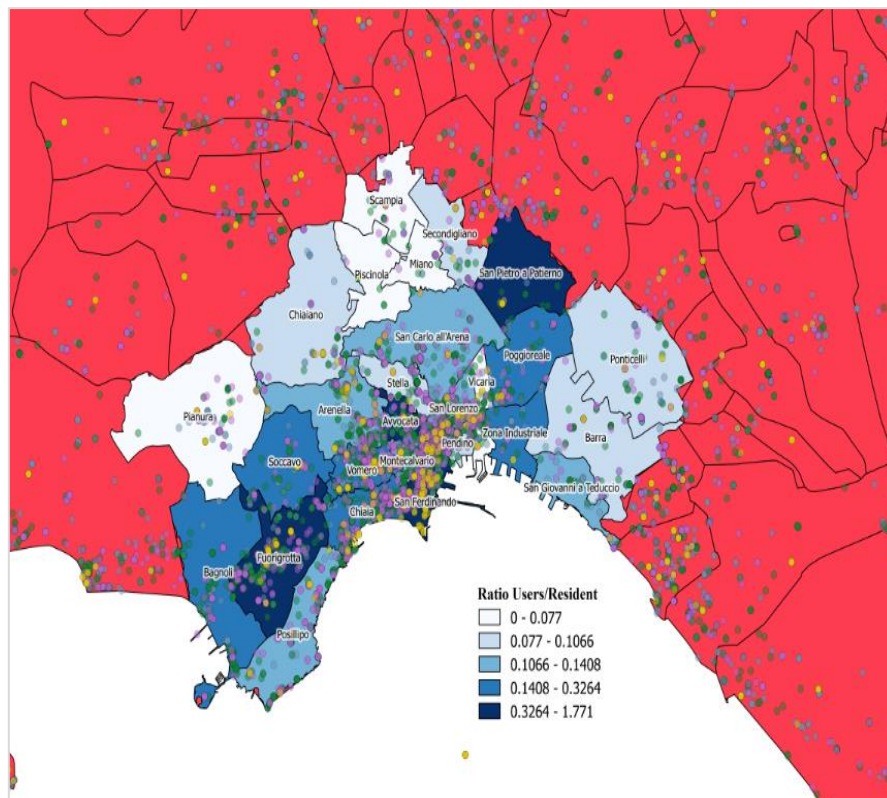 Scampia
Secondigliano
Miano
Piscinola
San Pietro a Patierno
Chiaiano
San Carlo all'Arena
Poggioreale
Ponticelli
Stella
Vicaria
Pianura
Arenella
San Lorenzo
Avvocata
Zona Industriale
Barra
Pendino
Soccavo
Vomero
Montecalvario
San Giovanni a Teduccio
San Ferdinando
Chiaia
Fuorigrotta
Bagnoli
Posillipo
Ratio Users/Resident
0 - 0.077
0.077 - 0.1066
0.1066 - 0.1408
0.1408 - 0.3264
0.3264 - 1.771